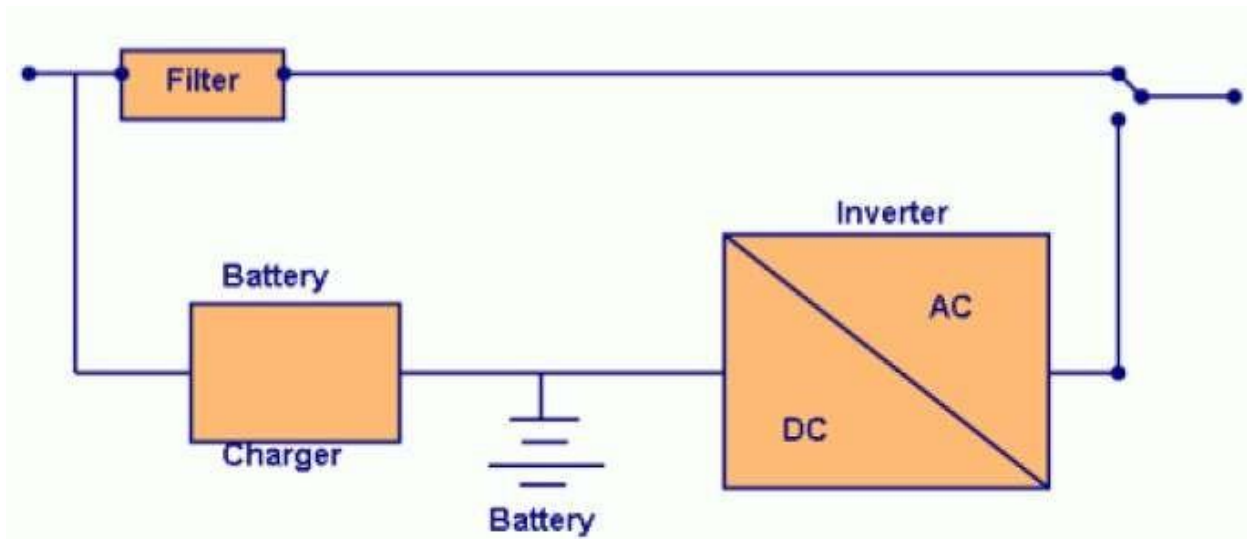 Filter
Inverter
Battery
AC
DC
Charger
Battery